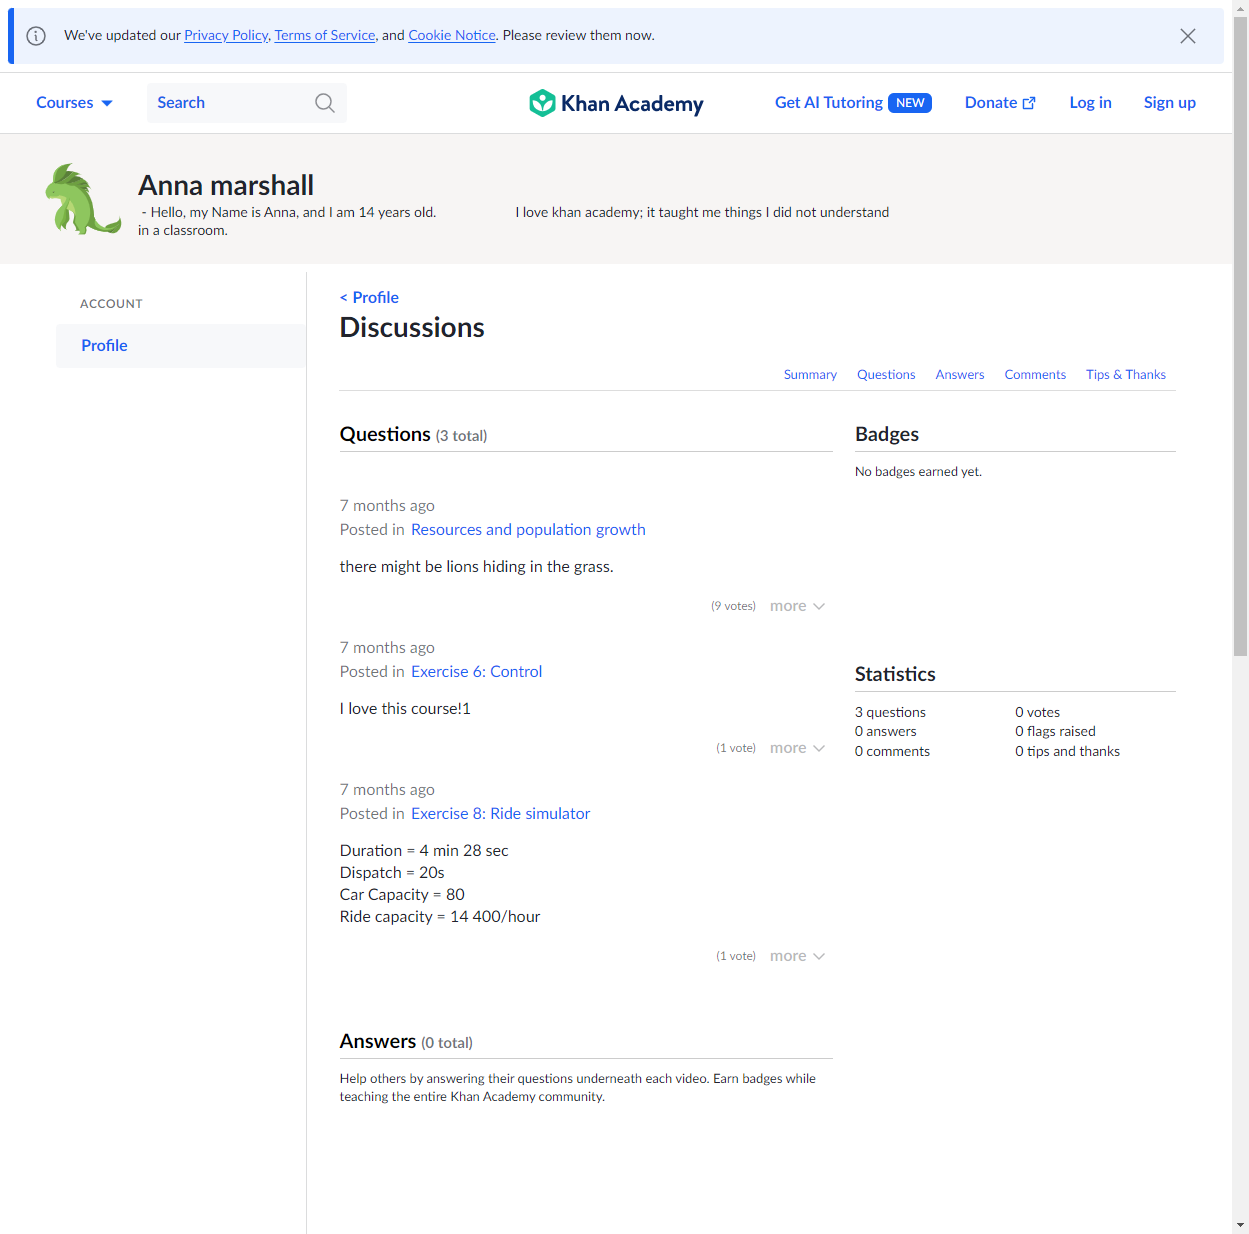 We've updated our Privacy Policy, Terms of Service, and Cookie Notice. Please review them now.
Courses
Search
Khan Academy
Get AI Tutoring NEW
Donate
Log in
Sign up
Anna marshall
- Hello, my Name is Anna, and I am 14 years old. I love khan academy; it taught me things I did not understand
in a classroom.
ACCOUNT
Profile
< Profile
Discussions
Summary Questions Answers Comments Tips & Thanks
Questions (3 total)
7 months ago
Posted in Resources and population growth
there might be lions hiding in the grass.
(9 votes) more
7 months ago
Posted in Exercise 6: Control
I love this course!1
(1 vote) more
7 months ago
Posted in Exercise 8: Ride simulator
Duration = 4 min 28 sec
Dispatch = 20s
Car Capacity = 80
Ride capacity = 14 400/hour
(1 vote) more
Answers (0 total)
Help others by answering their questions underneath each video. Earn badges while
teaching the entire Khan Academy community.
Badges
No badges earned yet.
Statistics
3 questions 0 votes
0 answers 0 flags raised
0 comments 0 tips and thanks